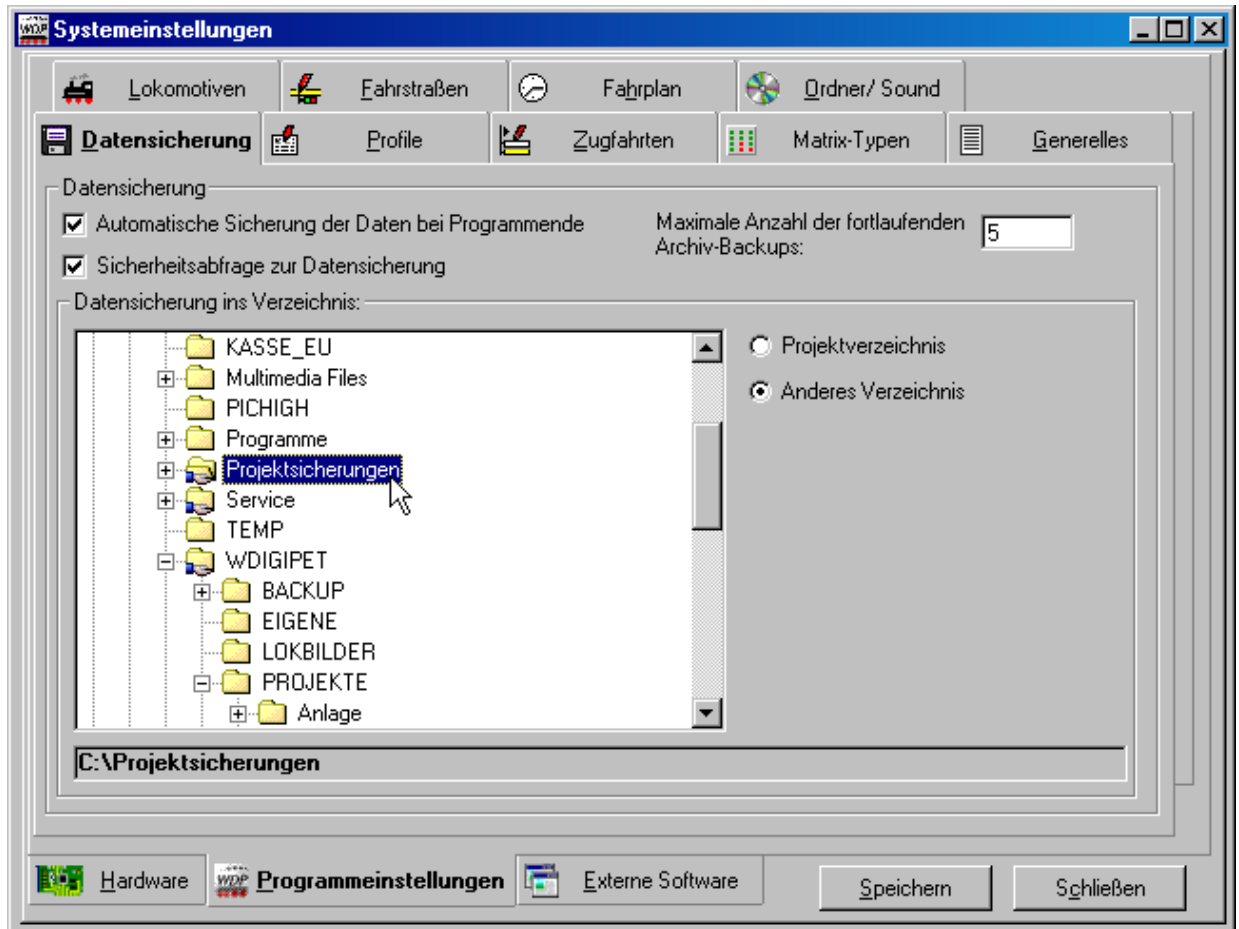 WDP Systemeinstellungen
Lokomotiven Fahrstraßen Fahrplan Ordner/ Sound
Datensicherung Profile Zugfahrten Matrix-Typen Generelles
Datensicherung
Automatische Sicherung der Daten bei Programmende
Maximale Anzahl der fortlaufenden
Archiv-Backups:
5
Sicherheitsabfrage zur Datensicherung
Datensicherung ins Verzeichnis:
KASSE_EU
Multimedia Files
PICHIGH
Programme
Projektsicherungen
Service
TEMP
WDIGIPET
BACKUP
EIGENE
LOKBILDER
PROJEKTE
Anlage
Projektverzeichnis
Anderes Verzeichnis
C:\Projektsicherungen
Hardware WDP Programmeinstellungen Externe Software
Speichern Schließen